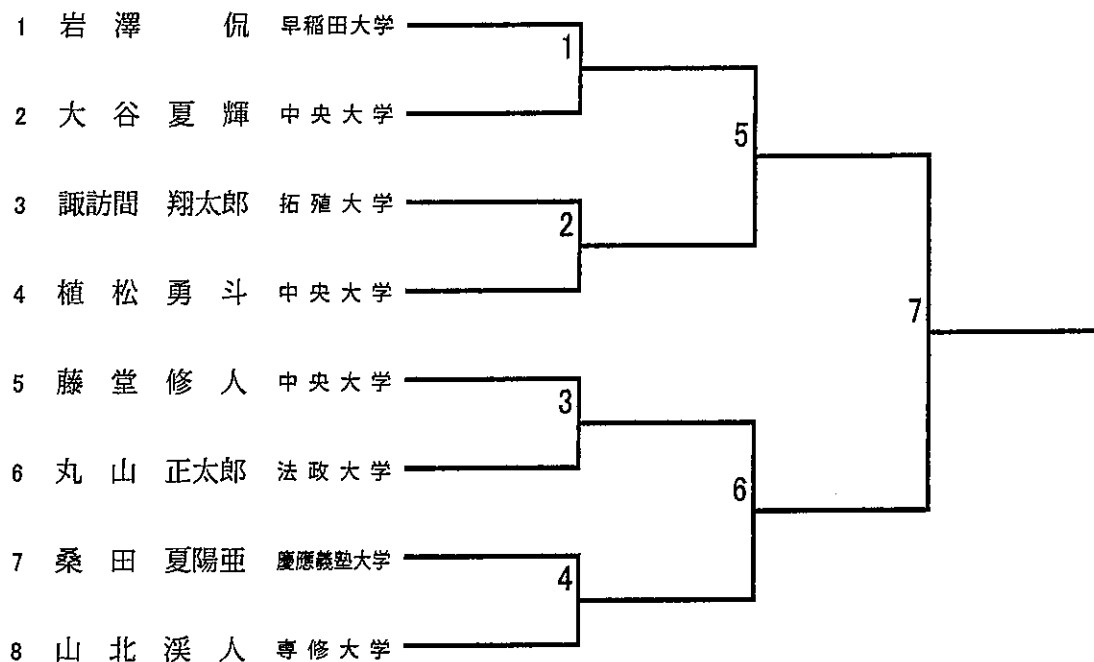 1 岩澤 侃 早稲田大学
1
2 大谷夏輝 中央大学
5
3 諏訪間 翔太郎 拓殖大学
2
4 植松勇斗 中央大学
7
5 藤堂修人 中央大学
3
6 丸山 正太郎 法政大学
6
7 桑田 夏陽亜 慶應義塾大学
4
8 山北渓人 専修大学